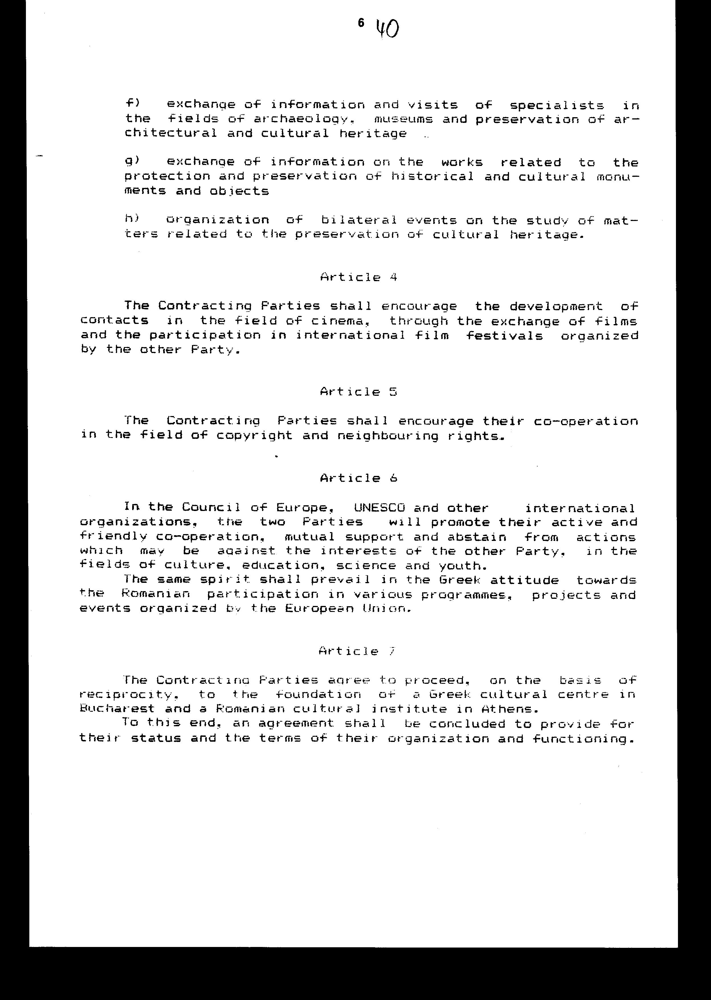 6 40
f) exchange of information and visits of specialists in
the fields of archaeology, museums and preservation of ar-
chitectural and cultural heritage
g) exchange of information on the works related to the
protection and preservation of historical and cultural monu-
ments and objects
h) organization of bilateral events on the study of mat-
ters related to the preservation of cultural heritage.
Article 4
The Contracting Parties shall encourage the development of
contacts in the field of cinema, through the exchange of films
and the participation in international film festivals organized
by the other Party.
Article 5
The Contracting Parties shall encourage their co-operation
in the field of copyright and neighbouring rights.
Article 6
In the Council of Europe, UNESCO and other international
organizations, the two Parties will promote their active and
friendly co-operation, mutual support and abstain from actions
which may be against the interests of the other Party, in the
fields of culture, education, science and youth.
The same spirit shall prevail in the Greek attitude towards
the Romanian participation in various programmes, projects and
events organized by the European Union.
Article 7
The Contracting Parties agree to proceed, on the basis of
reciprocity, to the foundation of a Greek cultural centre in
Bucharest and a Romanian cultural institute in Athens.
To this end, an agreement shall be concluded to provide for
their status and the terms of their organization and functioning.